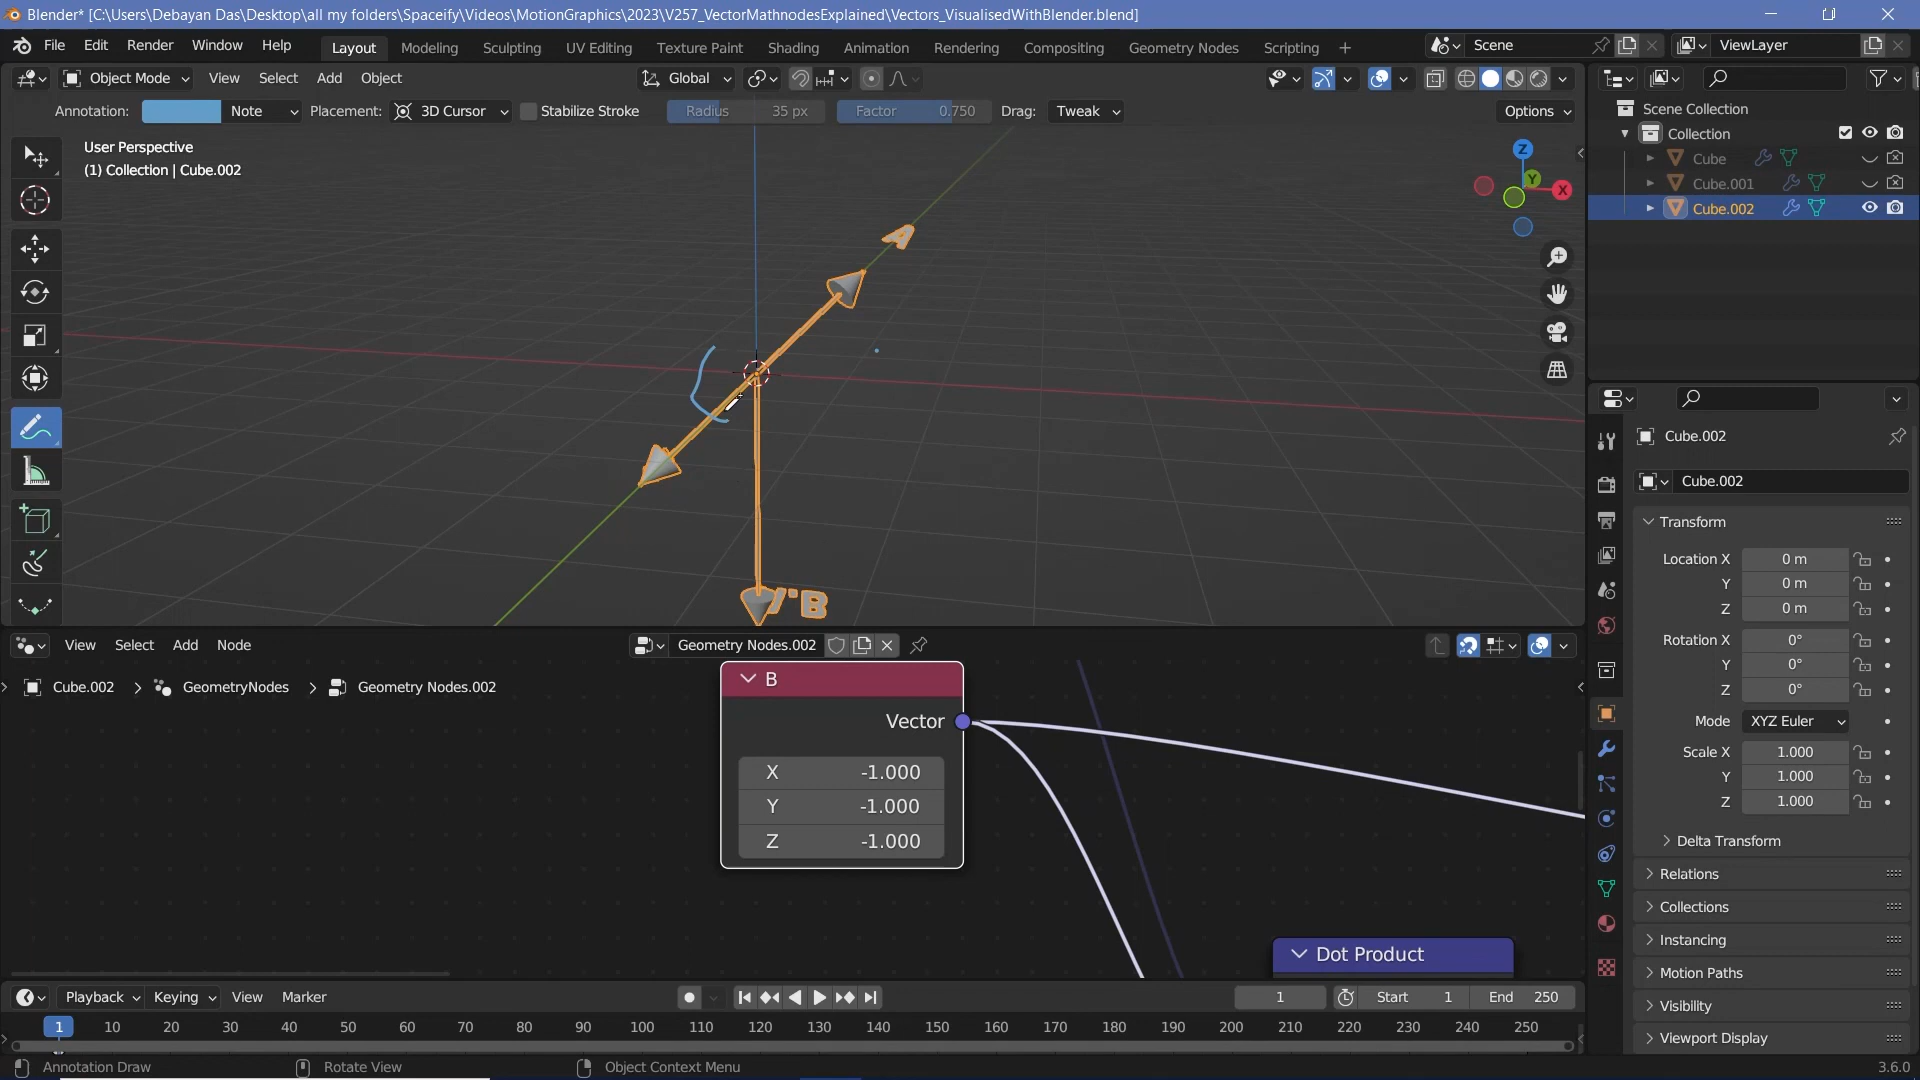 Blender* [C:\Users\Debayan Das\Desktop\all my folders\Spaceify\Videos\MotionGraphics\2023\V257_VectorMathnodesExplained\Vectors_VisualisedWithBlender.blend]
File Edit Render Window Help
Layout Modeling Sculpting UV Editing Texture Paint Shading Animation Rendering Compositing Geometry Nodes Scripting +
Scene
ViewLayer
Object Mode View Select Add Object
Global
Annotation: Note Placement: 3D Cursor Stabilize Stroke Radius 35 px Factor 0.750 Drag: Tweak
Options
User Perspective
(1) Collection | Cube.002
Z
Y
X
A
B
Scene Collection
Collection
Cube
Cube.001
Cube.002
Cube.002
Cube.002
Transform
Location X 0 m
Y 0 m
Z 0 m
Rotation X 0°
Y 0°
Z 0°
Mode XYZ Euler
Scale X 1.000
Y 1.000
Z 1.000
Delta Transform
Relations
Collections
Instancing
Motion Paths
Visibility
Viewport Display
View Select Add Node
Geometry Nodes.002
Cube.002 > GeometryNodes > Geometry Nodes.002
B
Vector
X -1.000
Y -1.000
Z -1.000
Dot Product
Playback Keying View Marker
1
Start 1
End 250
1 10 20 30 40 50 60 70 80 90 100 110 120 130 140 150 160 170 180 190 200 210 220 230 240 250
Annotation Draw
Rotate View
Object Context Menu
3.6.0